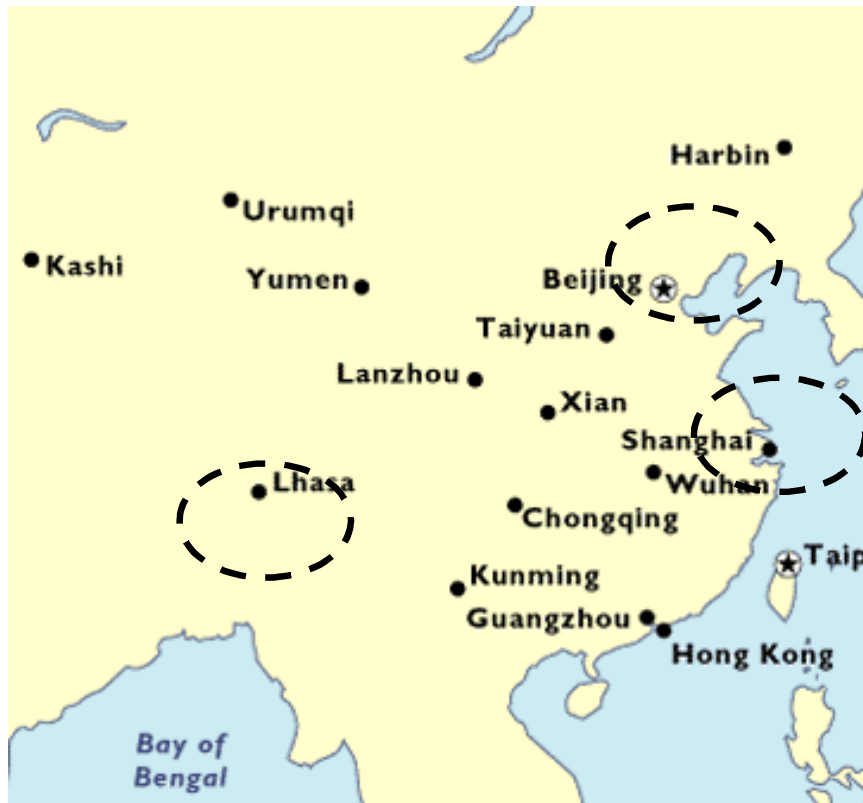 Harbin
Urumqi
Kashi
Yumen
Beijing
Taiyuan
Lanzhou
Xian
Shanghai
Lhasa
Wuhan
Chongqing
Taip
Kunming
Guangzhou
Hong Kong
Bay of
Bengal